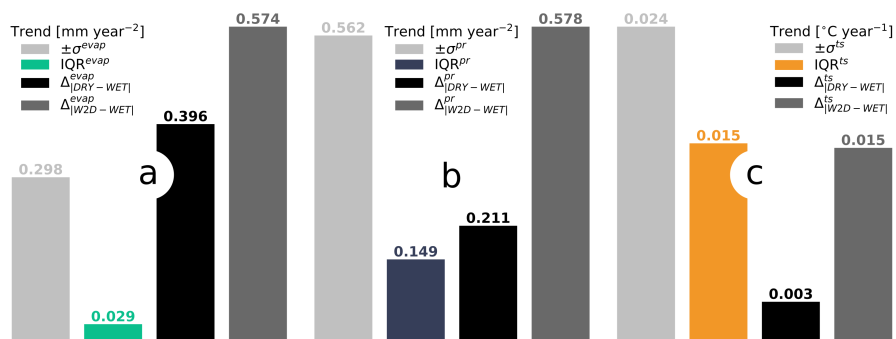 Trend [mm year⁻²]
±σ^evap
IQR^evap
Δ^evap_|DRY−WET|
Δ^evap_|W2D−WET|
0.298
0.029
0.396
0.574
a
Trend [mm year⁻²]
±σ^pr
IQR^pr
Δ^pr_|DRY−WET|
Δ^pr_|W2D−WET|
0.562
0.149
0.211
0.578
b
Trend [°C year⁻¹]
±σ^ts
IQR^ts
Δ^ts_|DRY−WET|
Δ^ts_|W2D−WET|
0.024
0.015
0.003
0.015
c